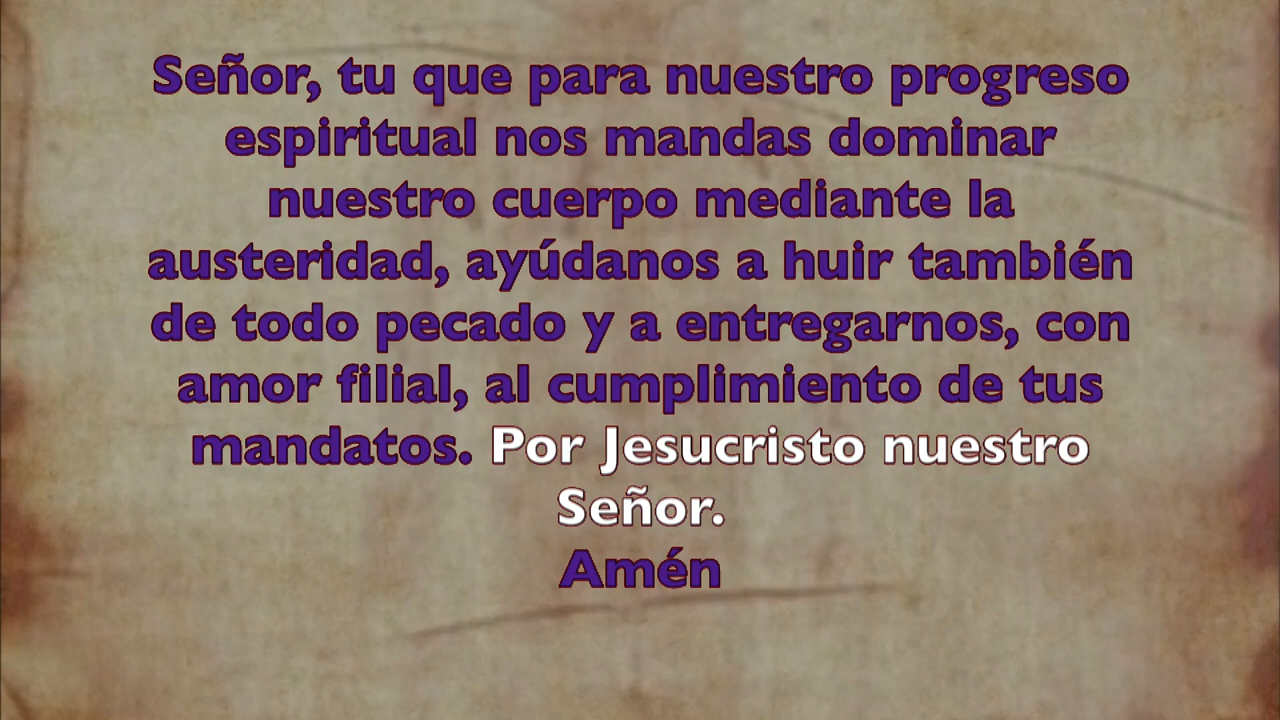 Señor, tu que para nuestro progreso
espiritual nos mandas dominar
nuestro cuerpo mediante la
austeridad, ayúdanos a huir también
de todo pecado y a entregarnos, con
amor filial, al cumplimiento de tus
mandatos. Por Jesucristo nuestro
Señor.
Amén